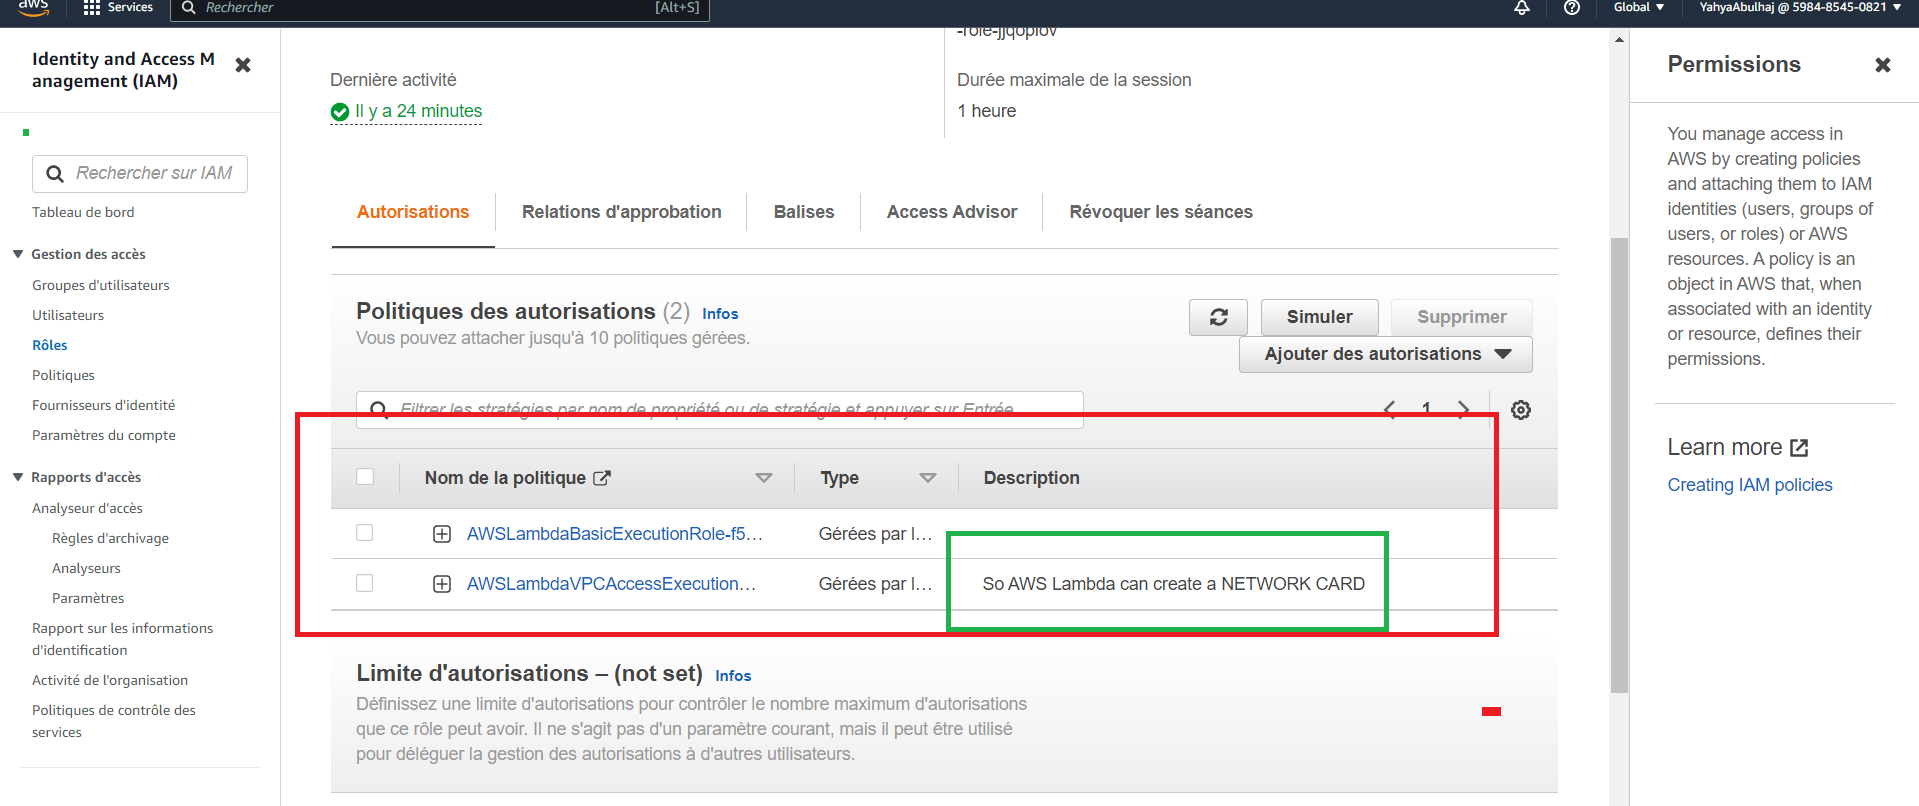 aws
Services
Rechercher
[Alt+S]
Global
YahyaAbulhaj @ 5984-8545-0821
Identity and Access M
anagement (IAM)
Rechercher sur IAM
Tableau de bord
Gestion des accès
Groupes d'utilisateurs
Utilisateurs
Rôles
Politiques
Fournisseurs d'identité
Paramètres du compte
Rapports d'accès
Analyseur d'accès
Règles d'archivage
Analyseurs
Paramètres
Rapport sur les informations
d'identification
Activité de l'organisation
Politiques de contrôle des
services
-role-jjqoplov
Dernière activité
Il y a 24 minutes
Durée maximale de la session
1 heure
Autorisations
Relations d'approbation
Balises
Access Advisor
Révoquer les séances
Politiques des autorisations (2) Infos
Vous pouvez attacher jusqu'à 10 politiques gérées.
Simuler
Supprimer
Ajouter des autorisations
Filtrer les stratégies par nom de propriété ou de stratégie et appuyer sur Entrée
1
Nom de la politique
Type
Description
AWSLambdaBasicExecutionRole-f5…
Gérées par l…
AWSLambdaVPCAccessExecution…
Gérées par l…
So AWS Lambda can create a NETWORK CARD
Limite d'autorisations – (not set) Infos
Définissez une limite d'autorisations pour contrôler le nombre maximum d'autorisations
que ce rôle peut avoir. Il ne s'agit pas d'un paramètre courant, mais il peut être utilisé
pour déléguer la gestion des autorisations à d'autres utilisateurs.
Permissions
You manage access in
AWS by creating policies
and attaching them to IAM
identities (users, groups of
users, or roles) or AWS
resources. A policy is an
object in AWS that, when
associated with an identity
or resource, defines their
permissions.
Learn more
Creating IAM policies